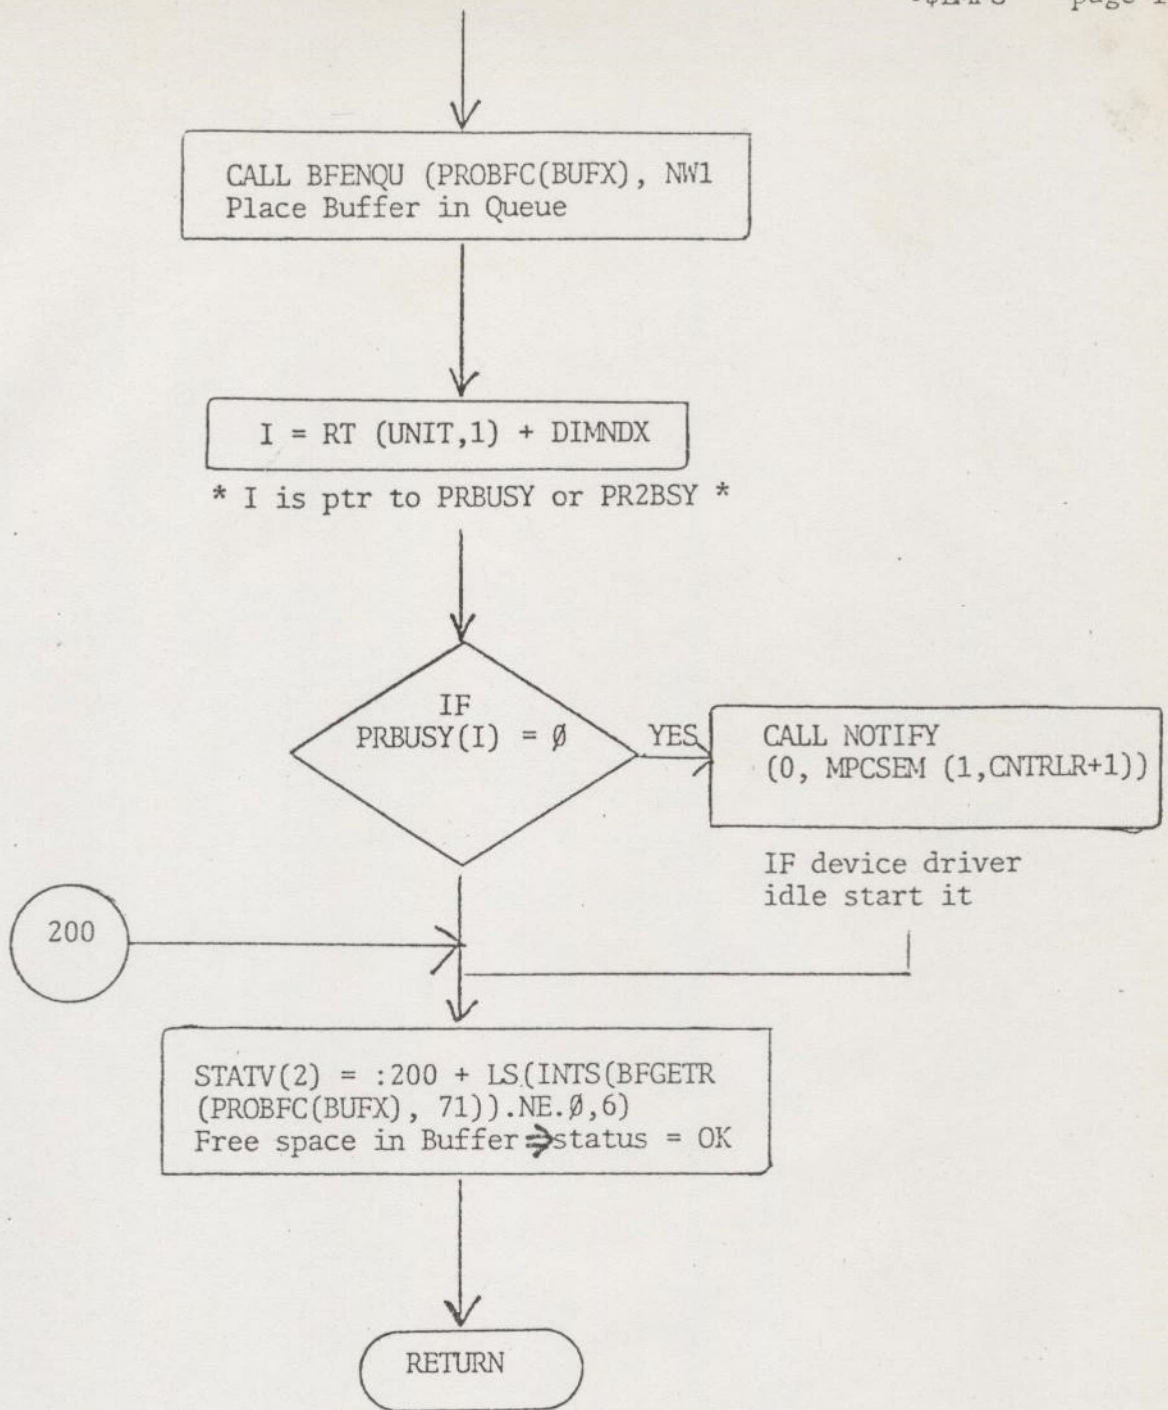 page
CALL BFENQU (PROBFC(BUFX), NW1
Place Buffer in Queue
I = RT (UNIT,1) + DIMNDX
* I is ptr to PRBUSY or PR2BSY *
IF
PRBUSY(I) = Ø
YES
CALL NOTIFY
(0, MPCSEM (1,CNTRLR+1))
IF device driver
idle start it
200
STATV(2) = :200 + LS(INTS(BFGETR
(PROBFC(BUFX), 71)).NE.Ø,6)
Free space in Buffer ⇒ status = OK
RETURN